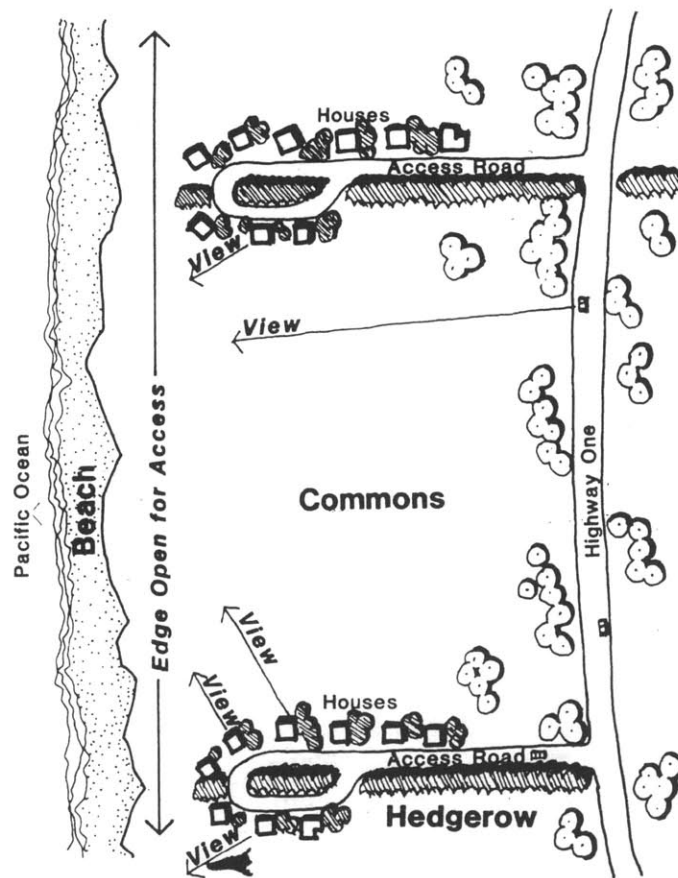 Houses
Access Road
View
View
Pacific Ocean
Beach
Edge Open for Access
Commons
Highway One
View
View
Houses
Access Road
Hedgerow
View